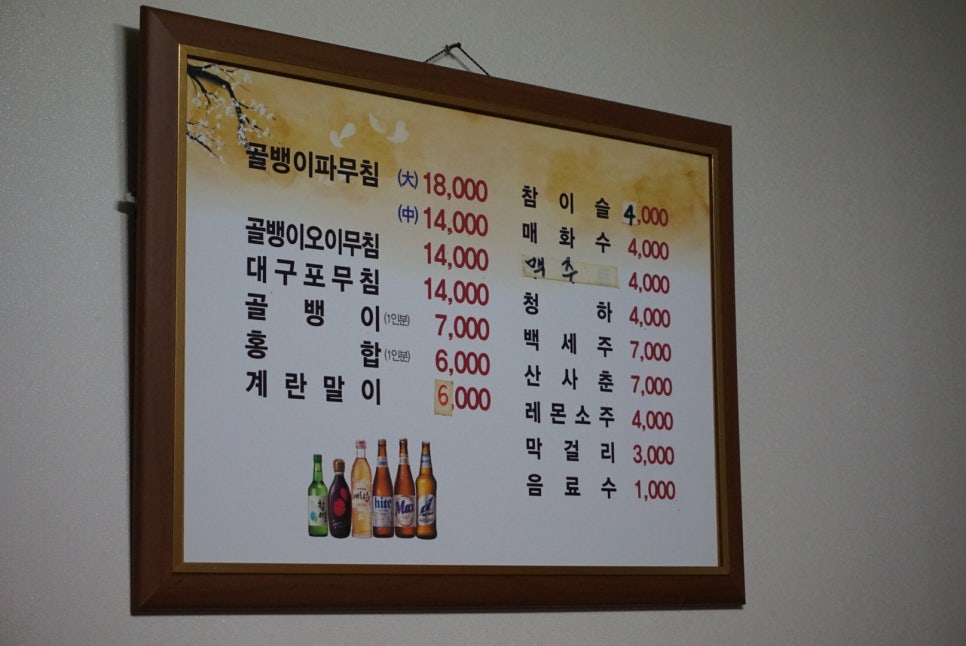 골뱅이파무침 (大) 18,000
(中) 14,000
골뱅이오이무침 14,000
대구포무침 14,000
골뱅이 (1인분) 7,000
홍합 (1인분) 6,000
계란말이 6,000
참이슬 4,000
매화수 4,000
맥주 4,000
청하 4,000
백세주 7,000
산사춘 7,000
레몬소주 4,000
막걸리 3,000
음료수 1,000
hite
Max